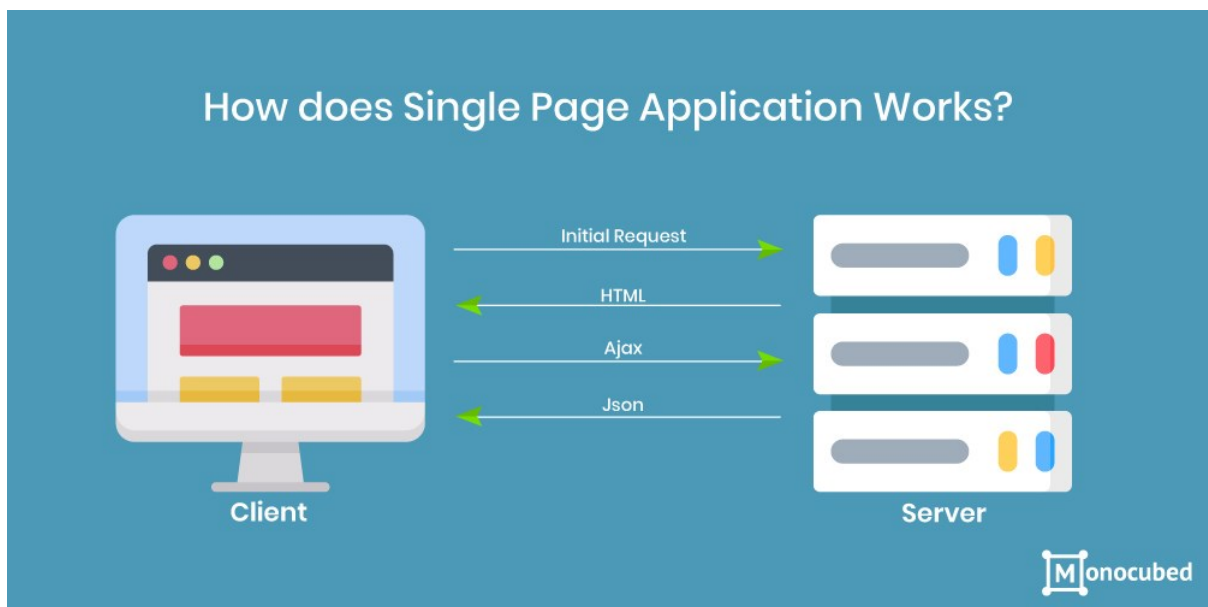 How does Single Page Application Works?
Initial Request
HTML
Ajax
Json
Client
Server
Monocubed